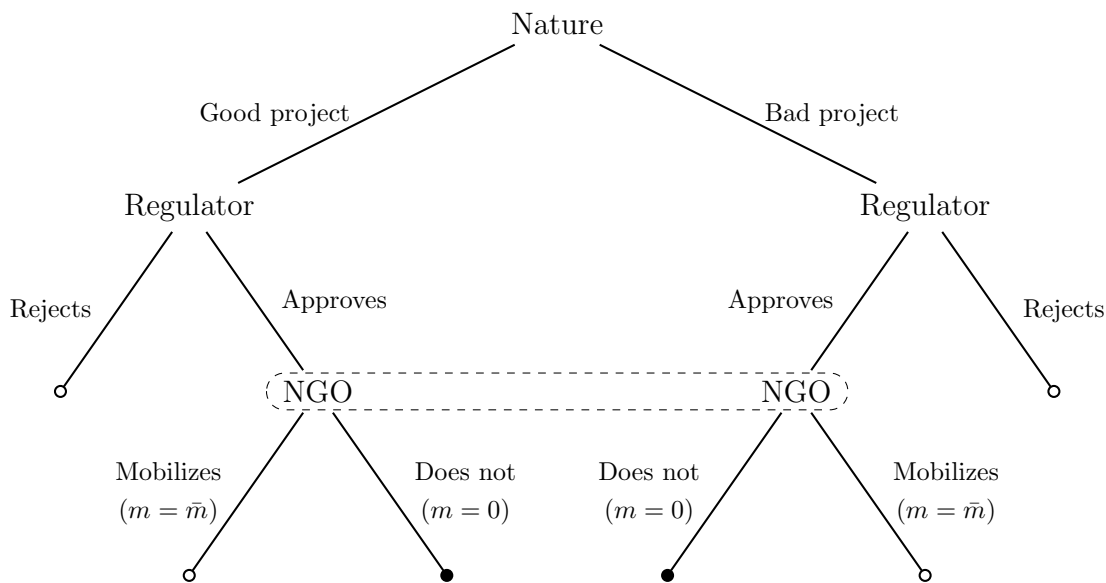 Nature
Good project
Bad project
Regulator
Regulator
Rejects
Approves
Approves
Rejects
NGO
NGO
Mobilizes
(m = m̄)
Does not
(m = 0)
Does not
(m = 0)
Mobilizes
(m = m̄)